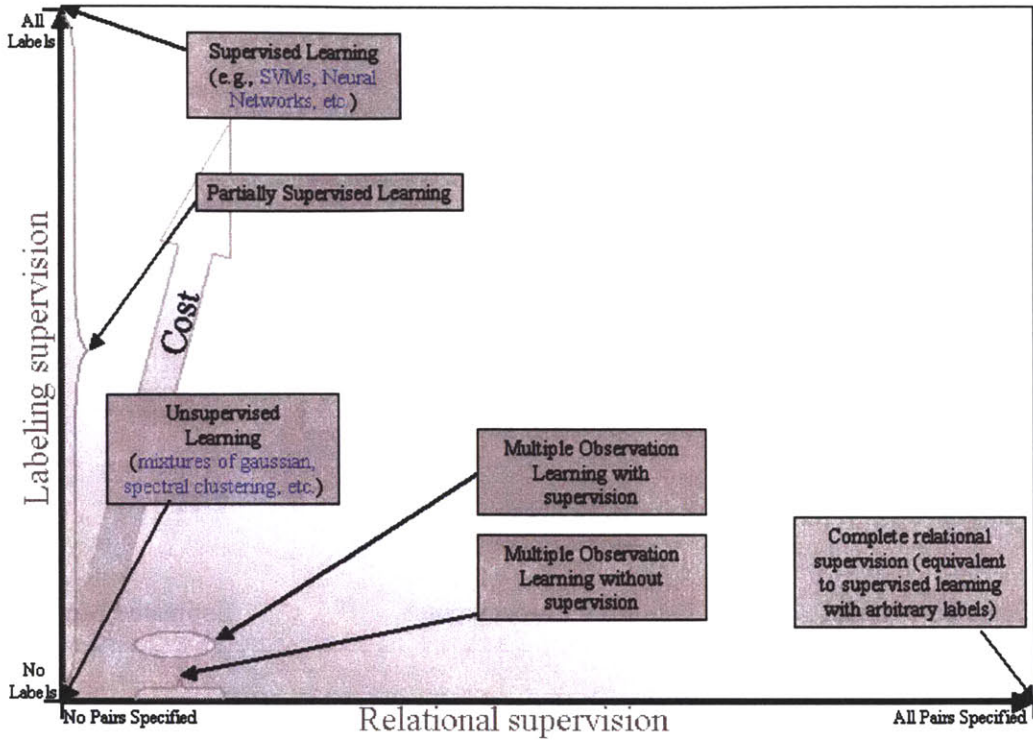 All
Labels
Supervised Learning
(e.g., SVMs, Neural
Networks, etc.)
Partially Supervised Learning
Labeling supervision
Cost
Unsupervised
Learning
(mixtures of gaussian,
spectral clustering, etc.)
Multiple Observation
Learning with
supervision
Multiple Observation
Learning without
supervision
Complete relational
supervision (equivalent
to supervised learning
with arbitrary labels)
No
Labels
No Pairs Specified
Relational supervision
All Pairs Specified